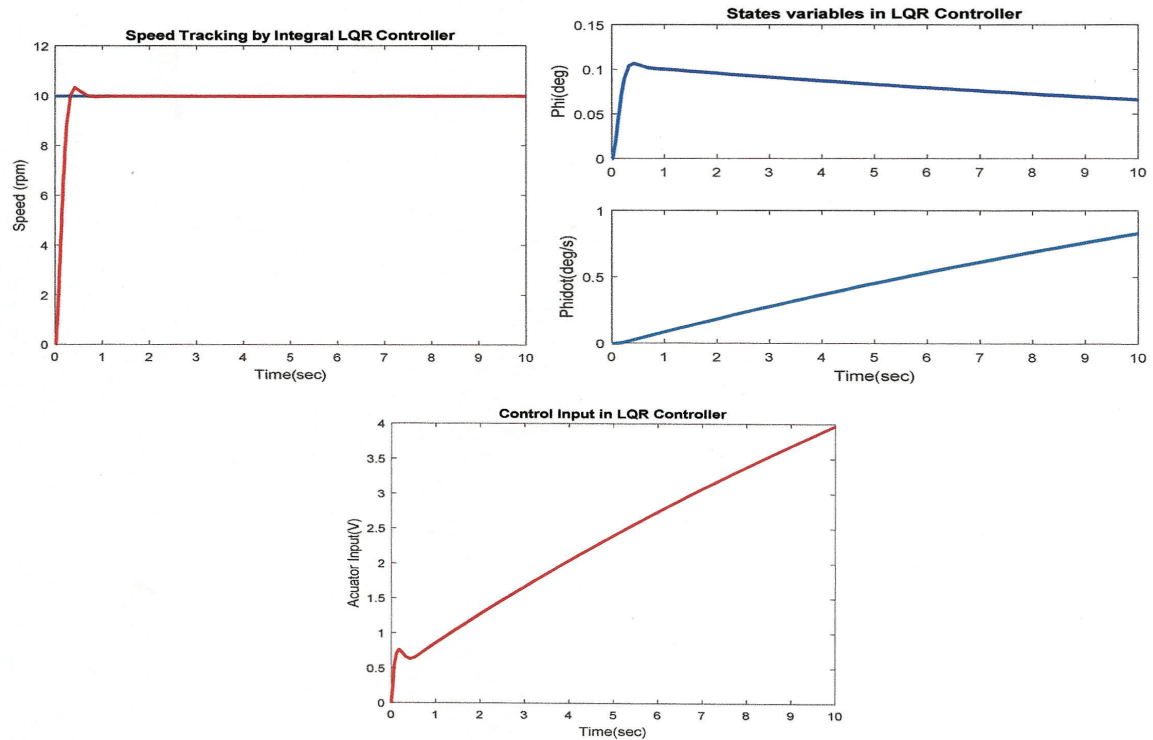 Speed Tracking by Integral LQR Controller
12
10
8
6
4
2
0
Speed (rpm)
0 1 2 3 4 5 6 7 8 9 10
Time(sec)
States variables in LQR Controller
0.15
0.1
0.05
0
Phi(deg)
0 1 2 3 4 5 6 7 8 9 10
1
0.5
0
Phidot(deg/s)
0 1 2 3 4 5 6 7 8 9 10
Time(sec)
Control Input in LQR Controller
4
3.5
3
2.5
2
1.5
1
0.5
0
Acuator Input(V)
0 1 2 3 4 5 6 7 8 9 10
Time(sec)